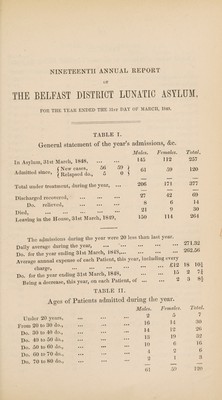 NINETEENTH ANNUAL REPORT
OF
THE BELFAST DISTRICT LUNATIC ASYLUM,
FOR THE YEAR ENDED THE 31ST DAY OF MARCH, 1849.
TABLE I.
General statement of the year's admissions, &c.
Males. Females. Total.
In Asylum, 31st March, 1848, ... ... 145 112 257
Admitted since, { New cases, 56 59 } 61 59 120
{ Relapsed do., 5 0 }
Total under treatment, during the year, ... 206 171 377
Discharged recovered, ... ... ... 27 42 69
Do. relieved, ... ... ... 8 6 14
Died, ... ... ... ... 21 9 30
Leaving in the House, 31st March, 1849, 150 114 264
The admissions during the year were 20 less than last year.
Daily average during the year, ... ... ... ... 271.32
Do. for the year ending 31st March, 1848, ... ... 262.56
Average annual expense of each Patient, this year, including every
charge, ... ... ... ... £12 18 10½
Do. for the year ending 31st March, 1848, ... ... 15 2 7¼
Being a decrease, this year, on each Patient, of ... ... 2 3 8½
TABLE II.
Ages of Patients admitted during the year.
Males. Females. Total.
Under 20 years, ... ... ... 2 5 7
From 20 to 30 do., ... ... ... 16 14 30
Do. 30 to 40 do., ... ... ... 14 12 26
Do. 40 to 50 do., ... ... ... 13 19 32
Do. 50 to 60 do., ... ... ... 10 6 16
Do. 60 to 70 do., ... ... ... 4 2 6
Do. 70 to 80 do., ... ... ... 2 1 3
61 59 120